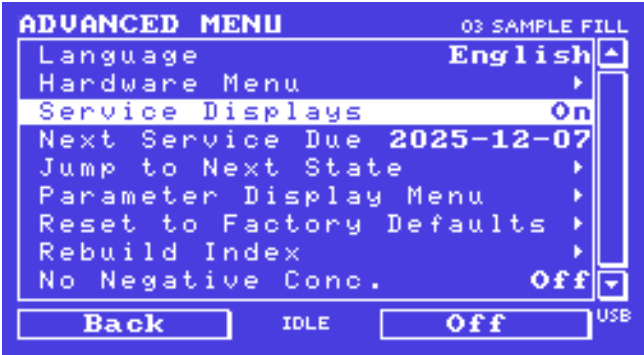 ADVANCED MENU 03 SAMPLE FILL
Language English
Hardware Menu
Service Displays On
Next Service Due 2025-12-07
Jump to Next State
Parameter Display Menu
Reset to Factory Defaults
Rebuild Index
No Negative Conc. Off
Back IDLE Off USB